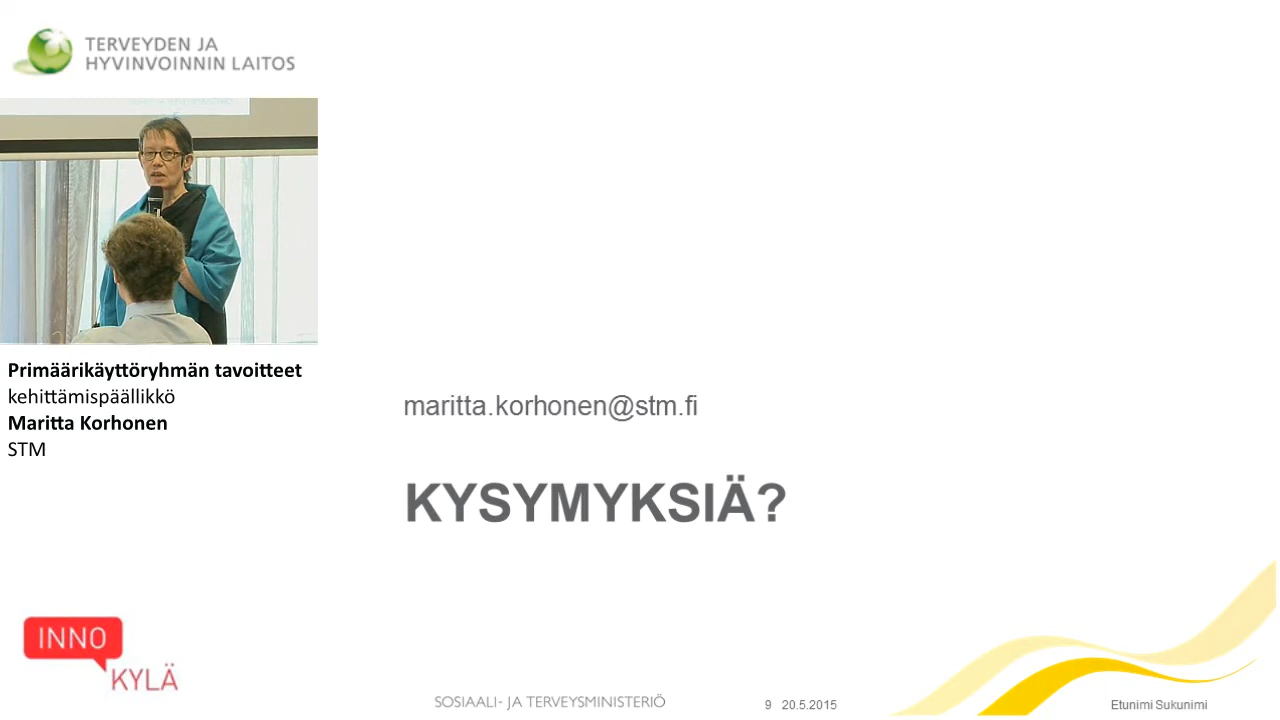 TERVEYDEN JA
HYVINVOINNIN LAITOS
Primäärikäyttöryhmän tavoitteet
kehittämispäällikkö
Maritta Korhonen
STM
maritta.korhonen@stm.fi
KYSYMYKSIÄ?
INNO
KYLÄ
SOSIAALI- JA TERVEYSMINISTERIÖ
9 20.5.2015
Etunimi Sukunimi